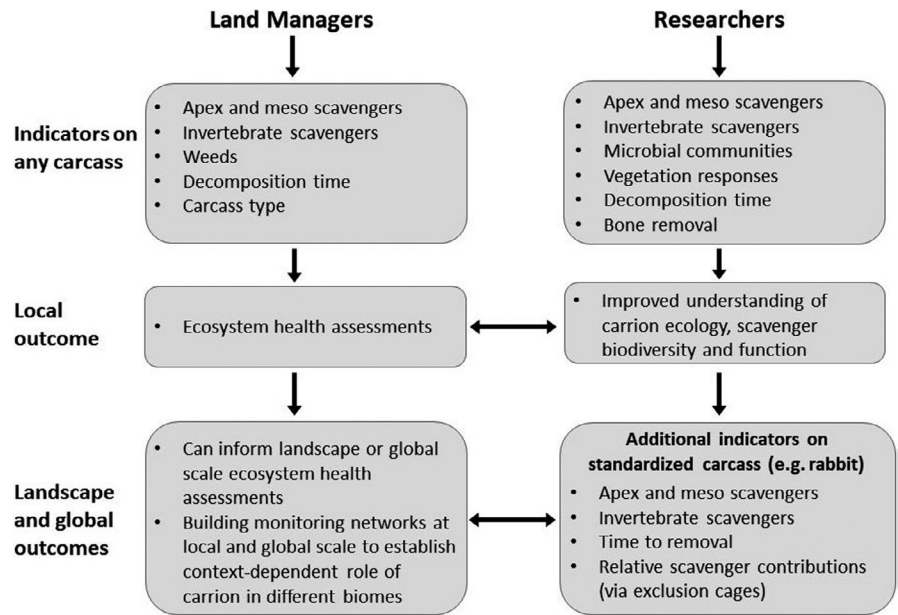 Land Managers
Researchers
Indicators on
any carcass
• Apex and meso scavengers
• Invertebrate scavengers
• Weeds
• Decomposition time
• Carcass type
• Apex and meso scavengers
• Invertebrate scavengers
• Microbial communities
• Vegetation responses
• Decomposition time
• Bone removal
Local
outcome
• Ecosystem health assessments
• Improved understanding of
carrion ecology, scavenger
biodiversity and function
Landscape
and global
outcomes
• Can inform landscape or global
scale ecosystem health
assessments
• Building monitoring networks at
local and global scale to establish
context-dependent role of
carrion in different biomes
Additional indicators on
standardized carcass (e.g. rabbit)
• Apex and meso scavengers
• Invertebrate scavengers
• Time to removal
• Relative scavenger contributions
(via exclusion cages)